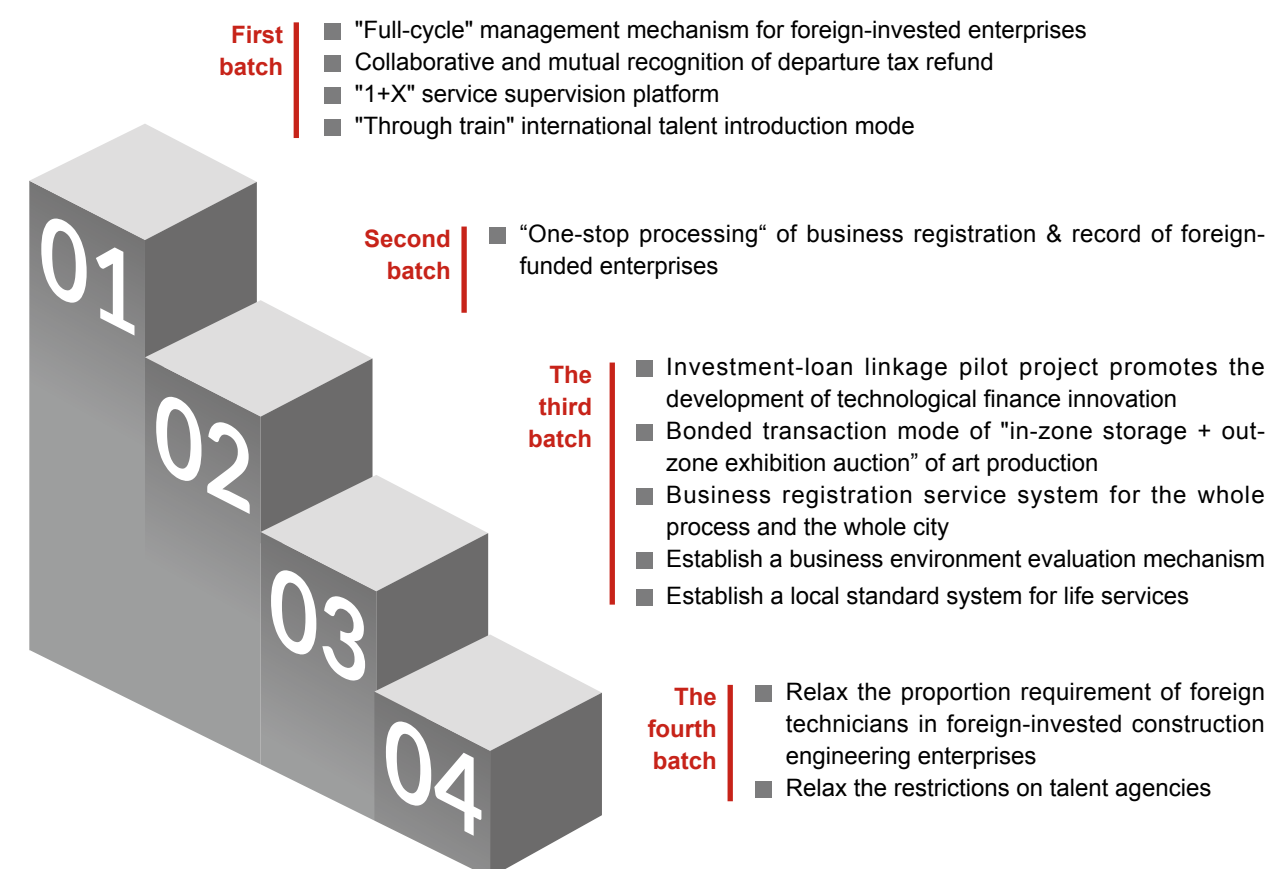 First
batch
■ "Full-cycle" management mechanism for foreign-invested enterprises
■ Collaborative and mutual recognition of departure tax refund
■ "1+X" service supervision platform
■ "Through train" international talent introduction mode
01
Second
batch
■ “One-stop processing“ of business registration & record of foreign-
funded enterprises
02
The
third
batch
■ Investment-loan linkage pilot project promotes the
development of technological finance innovation
■ Bonded transaction mode of "in-zone storage + out-
zone exhibition auction” of art production
■ Business registration service system for the whole
process and the whole city
■ Establish a business environment evaluation mechanism
■ Establish a local standard system for life services
03
The
fourth
batch
■ Relax the proportion requirement of foreign
technicians in foreign-invested construction
engineering enterprises
■ Relax the restrictions on talent agencies
04